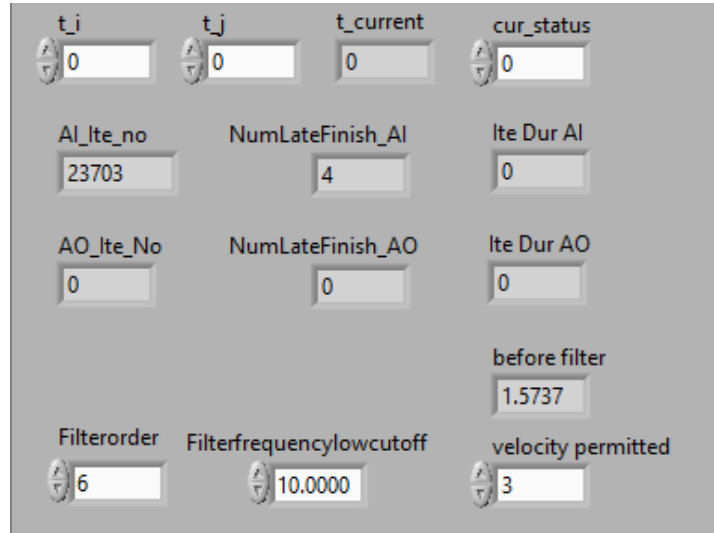 t_i t_j t_current cur_status
0 0 0 0
AI_Ite_no NumLateFinish_AI Ite Dur AI
23703 4 0
AO_Ite_No NumLateFinish_AO Ite Dur AO
0 0 0
before filter
1.5737
Filterorder Filterfrequencylowcutoff velocity permitted
6 10.0000 3